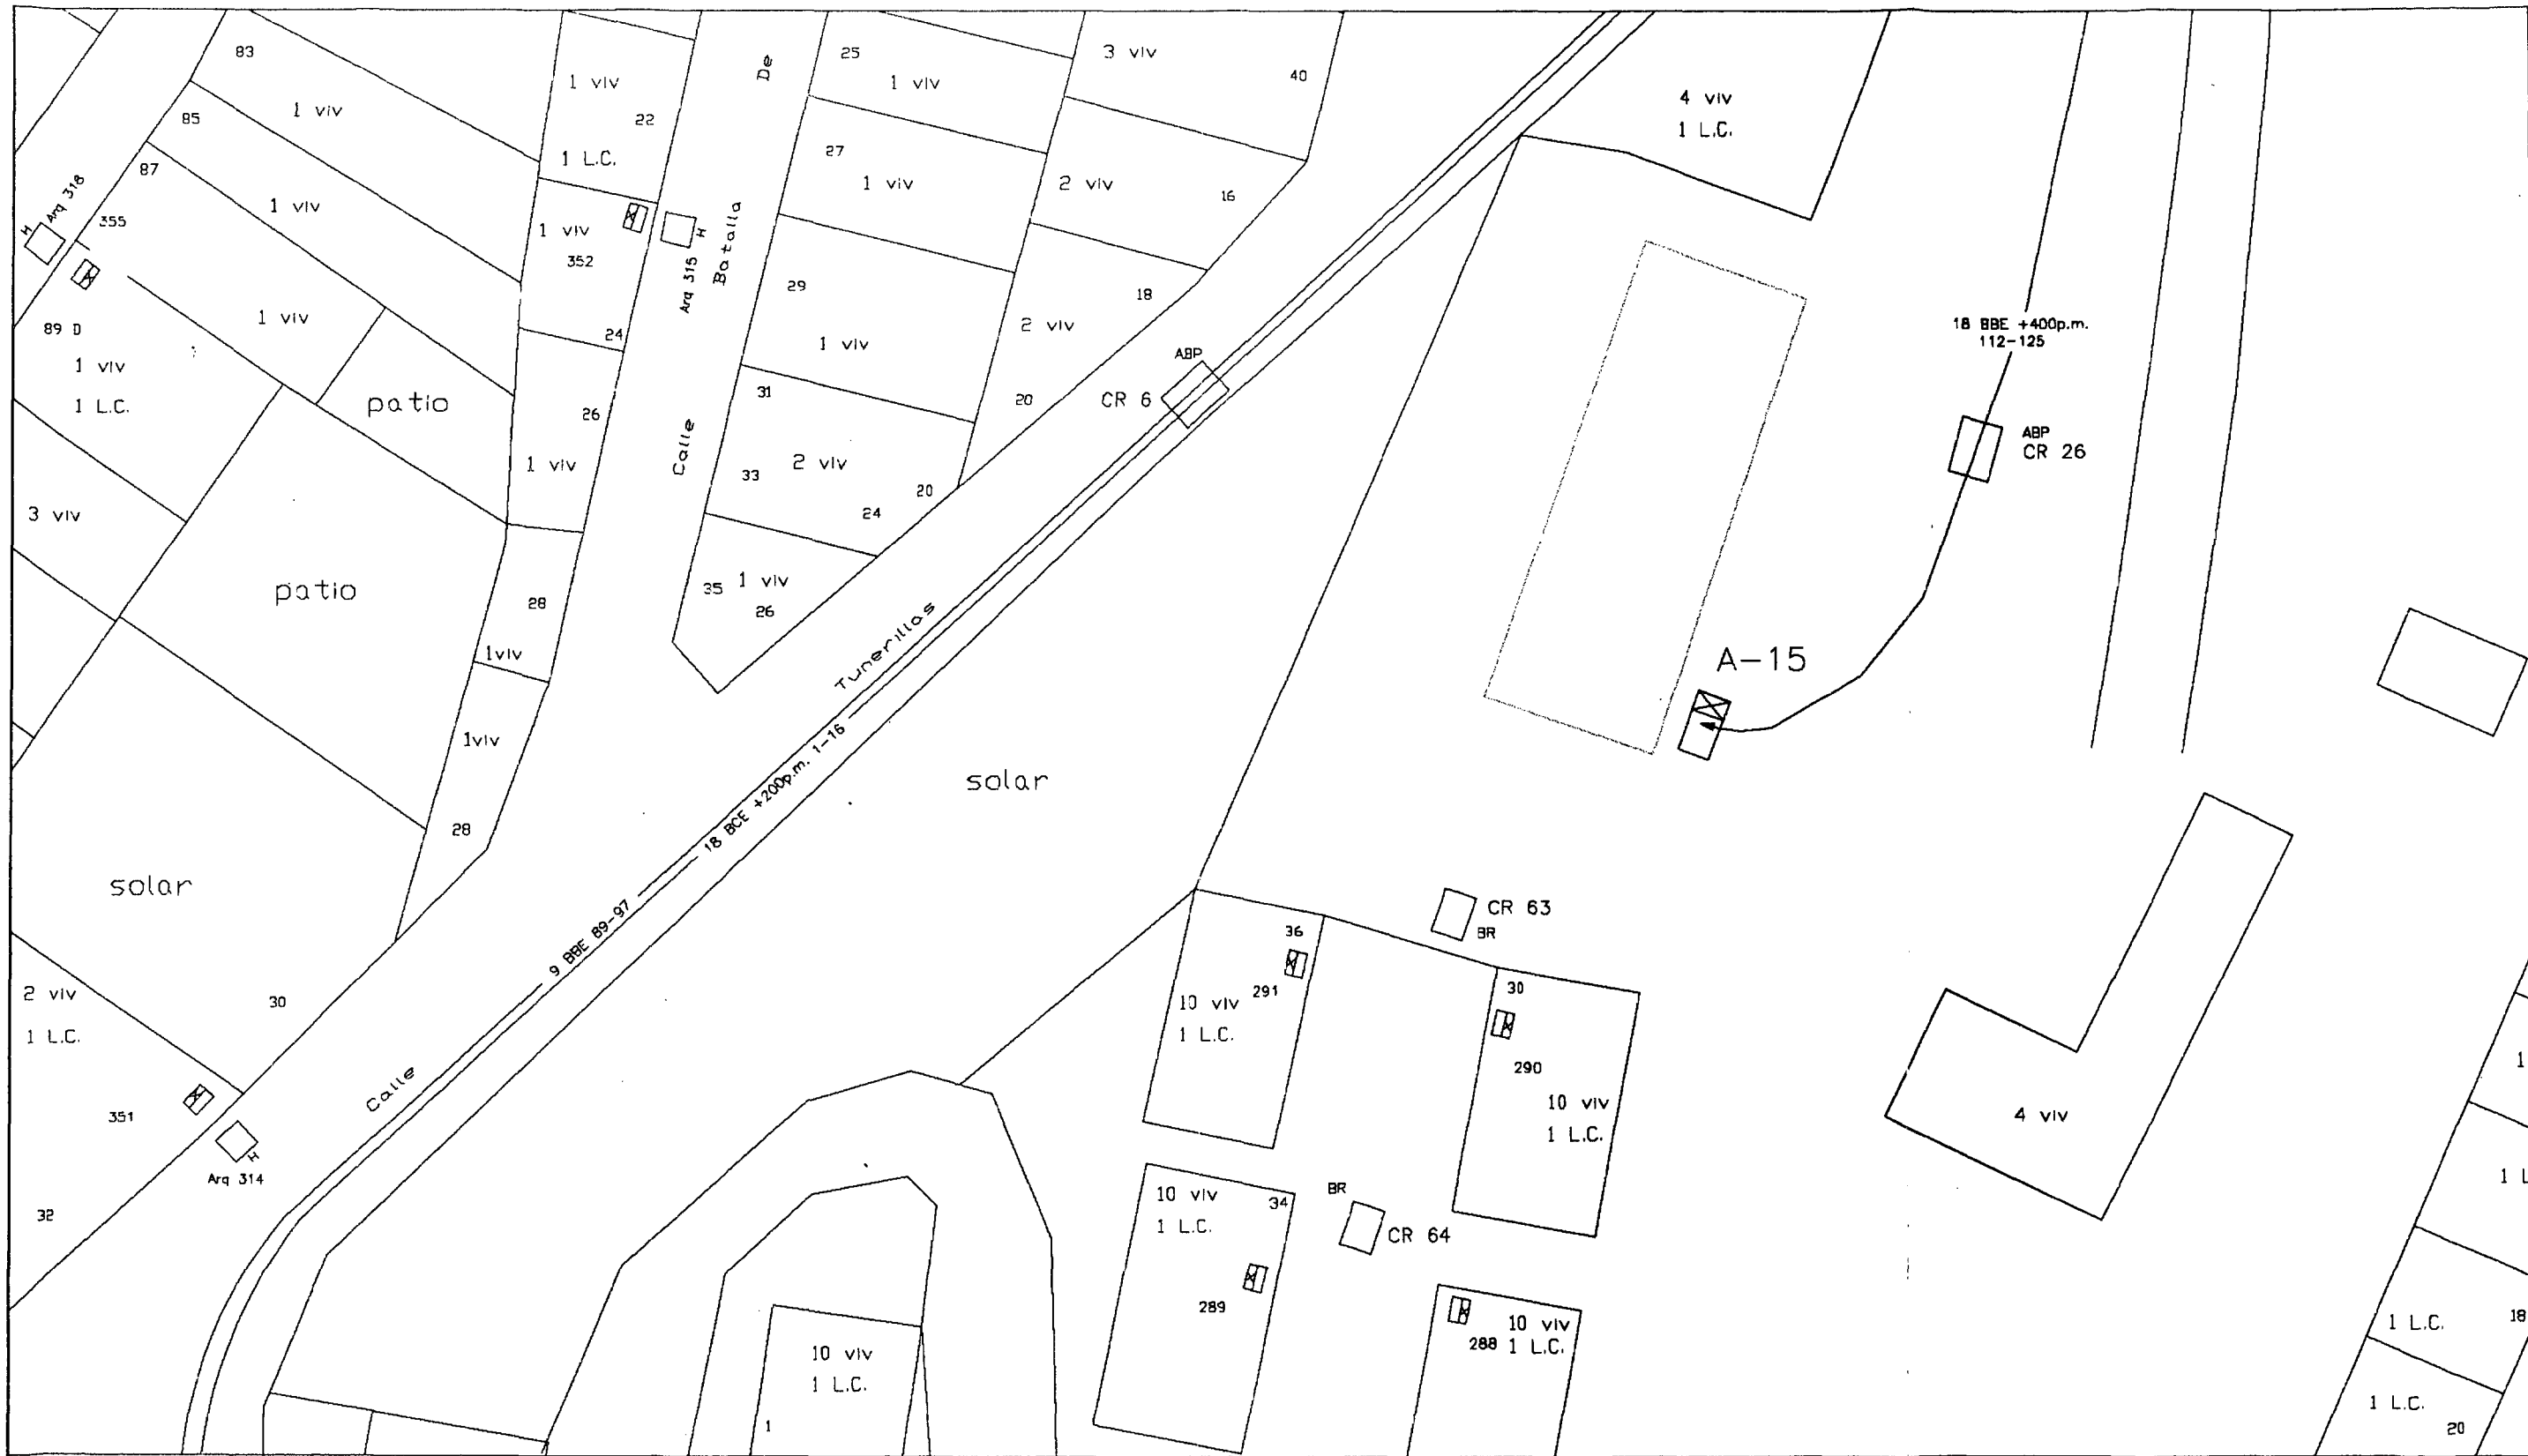 83
1 viv
85
87
1 viv
Arq 318
H
355
1 viv
89 D
1 viv
1 L.C.
patio
3 viv
patio
solar
2 viv
1 L.C.
30
351
Arq 314
H
32
1 viv
22
1 L.C.
1 viv
352
24
26
1 viv
28
1viv
1viv
28
Arq 315
H
Calle
Batalla
De
25
1 viv
27
1 viv
29
1 viv
31
33
2 viv
20
24
35
1 viv
26
3 viv
40
2 viv
16
18
2 viv
20
ABP
CR 6
Calle
Tunerillas
9 BBE 89-97
18 BCE +200p.m. 1-16
solar
4 viv
1 L.C.
18 BBE +400p.m.
112-125
ABP
CR 26
A-15
CR 63
BR
36
291
10 viv
1 L.C.
30
290
10 viv
1 L.C.
10 viv
34
1 L.C.
289
BR
CR 64
10 viv
288 1 L.C.
10 viv
1 L.C.
1
4 viv
1
1 L
1 L.C.
18
1 L.C.
20